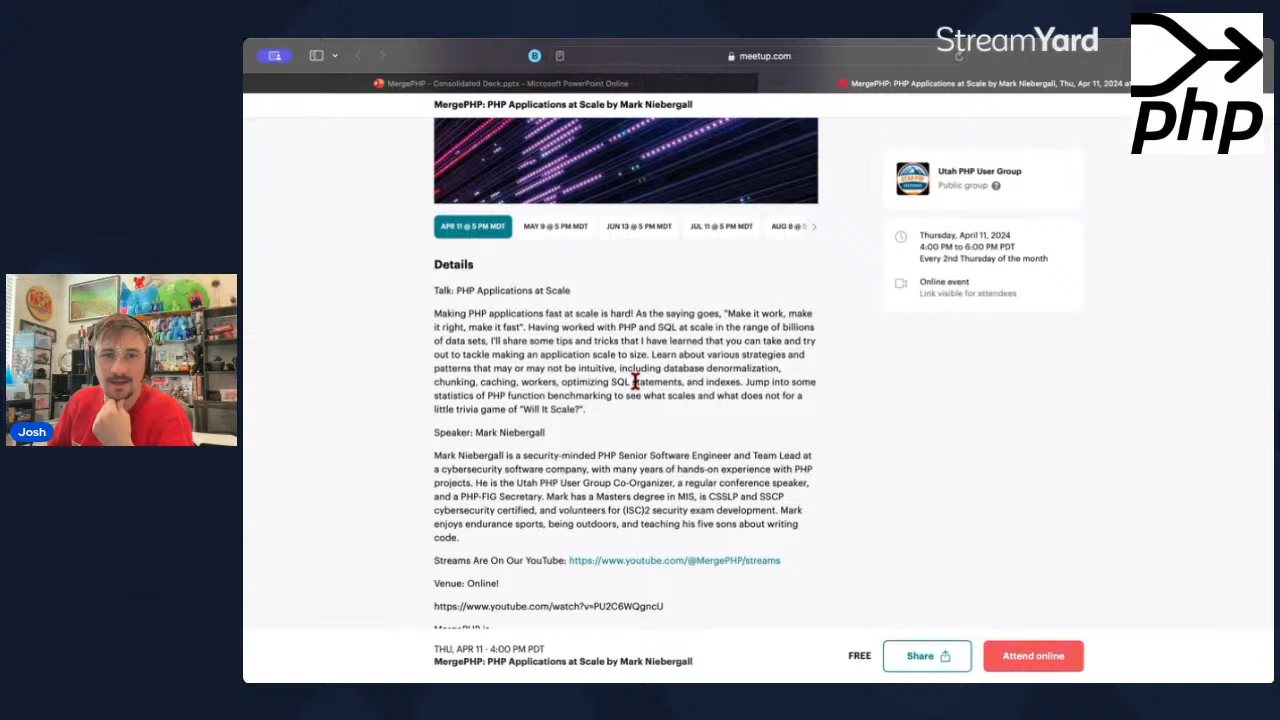 StreamYard
php
meetup.com
MergePHP - Consolidated Deck.pptx - Microsoft PowerPoint Online
MergePHP: PHP Applications at Scale by Mark Niebergall, Thu, Apr 11, 2024 at
MergePHP: PHP Applications at Scale by Mark Niebergall
Utah PHP User Group
Public group
APR 11 @ 5 PM MDT
MAY 9 @ 5 PM MDT
JUN 13 @ 5 PM MDT
JUL 11 @ 5 PM MDT
AUG 8 @ 5
Thursday, April 11, 2024
4:00 PM to 6:00 PM PDT
Every 2nd Thursday of the month
Online event
Link visible for attendees
Details
Talk: PHP Applications at Scale
Making PHP applications fast at scale is hard! As the saying goes, "Make it work, make
it right, make it fast". Having worked with PHP and SQL at scale in the range of billions
of data sets, I'll share some tips and tricks that I have learned that you can take and try
out to tackle making an application scale to size. Learn about various strategies and
patterns that may or may not be intuitive, including database denormalization,
chunking, caching, workers, optimizing SQL statements, and indexes. Jump into some
statistics of PHP function benchmarking to see what scales and what does not for a
little trivia game of "Will It Scale?".
Speaker: Mark Niebergall
Mark Niebergall is a security-minded PHP Senior Software Engineer and Team Lead at
a cybersecurity software company, with many years of hands-on experience with PHP
projects. He is the Utah PHP User Group Co-Organizer, a regular conference speaker,
and a PHP-FIG Secretary. Mark has a Masters degree in MIS, is CSSLP and SSCP
cybersecurity certified, and volunteers for (ISC)2 security exam development. Mark
enjoys endurance sports, being outdoors, and teaching his five sons about writing
code.
Streams Are On Our YouTube: https://www.youtube.com/@MergePHP/streams
Venue: Online!
https://www.youtube.com/watch?v=PU2C6WQgncU
MergePHP is
Josh
THU, APR 11 · 4:00 PM PDT
MergePHP: PHP Applications at Scale by Mark Niebergall
FREE
Share
Attend online